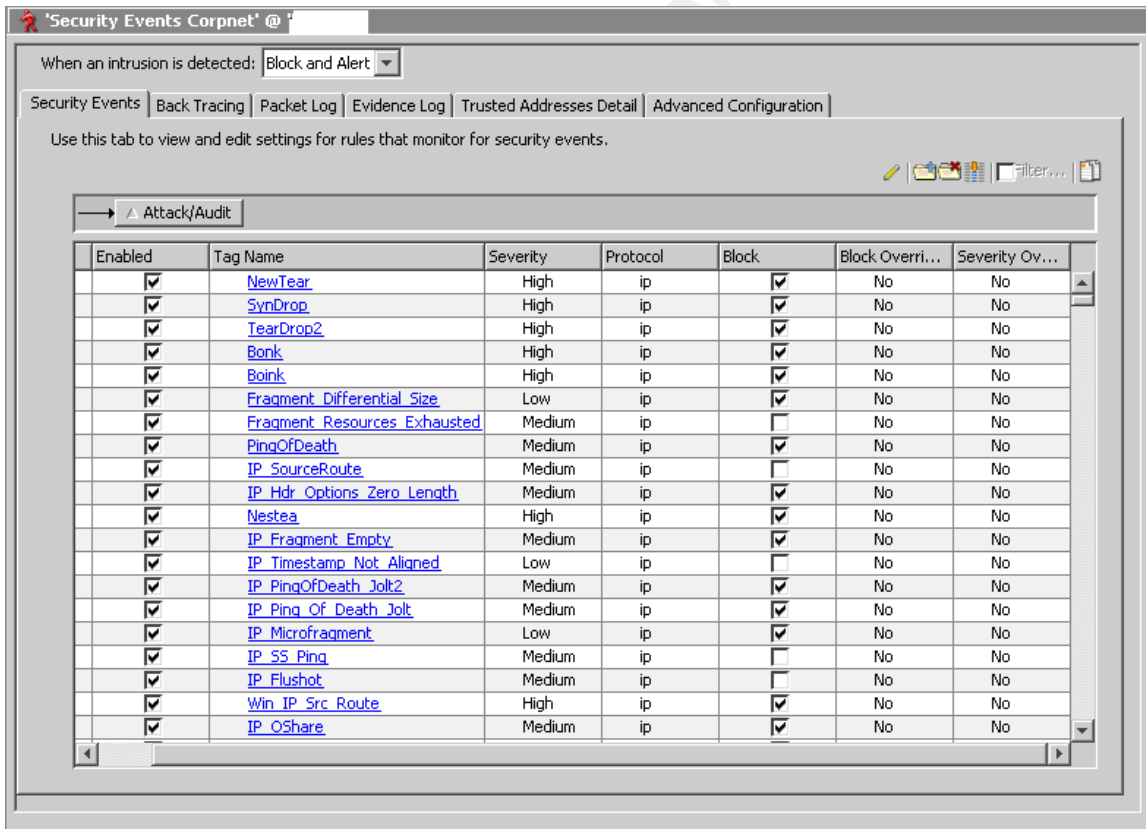 'Security Events Corpnet' @ '
When an intrusion is detected: Block and Alert
Security Events Back Tracing Packet Log Evidence Log Trusted Addresses Detail Advanced Configuration
Use this tab to view and edit settings for rules that monitor for security events.
Filter...
Attack/Audit
Enabled Tag Name Severity Protocol Block Block Overri... Severity Ov...
NewTear High ip No No
SynDrop High ip No No
TearDrop2 High ip No No
Bonk High ip No No
Boink High ip No No
Fragment_Differential_Size Low ip No No
Fragment_Resources_Exhausted Medium ip No No
PingOfDeath Medium ip No No
IP_SourceRoute Medium ip No No
IP_Hdr_Options_Zero_Length Medium ip No No
Nestea High ip No No
IP_Fragment_Empty Medium ip No No
IP_Timestamp_Not_Aligned Low ip No No
IP_PingOfDeath_Jolt2 Medium ip No No
IP_Ping_Of_Death_Jolt Medium ip No No
IP_Microfragment Low ip No No
IP_SS_Ping Medium ip No No
IP_Flushot Medium ip No No
Win_IP_Src_Route High ip No No
IP_OShare Medium ip No No